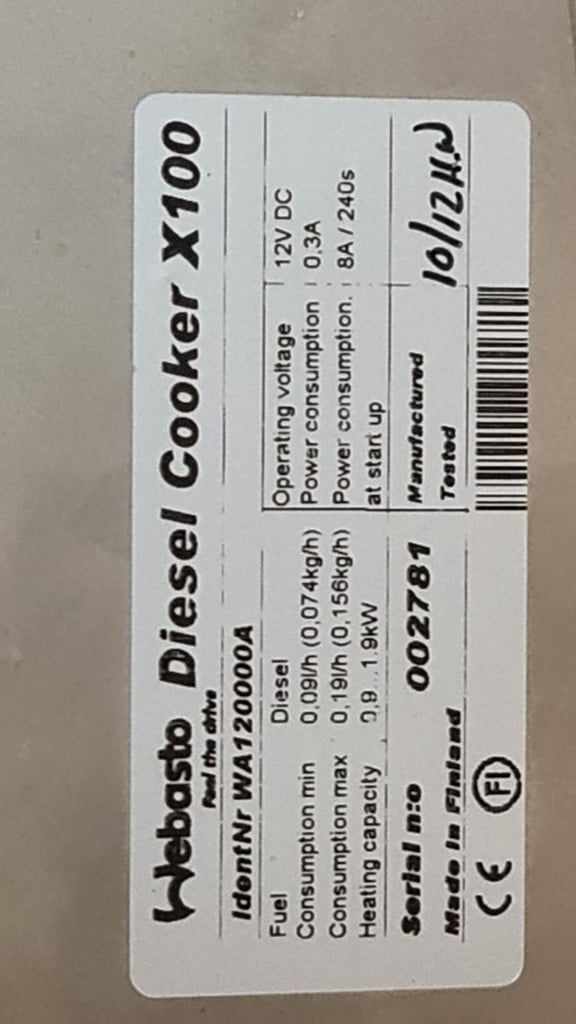 Webasto Diesel Cooker X100
Feel the drive
IdentNr WA120000A
Fuel Diesel
Consumption min 0,09l/h (0,074kg/h)
Consumption max 0,19l/h (0,156kg/h)
Heating capacity 0,9...1.9kW
Operating voltage 12V DC
Power consumption 0,3A
Power consumption. 8A / 240s
at start up
Serial n:o 002781
Made in Finland
Manufactured
Tested
10/12
CE FI